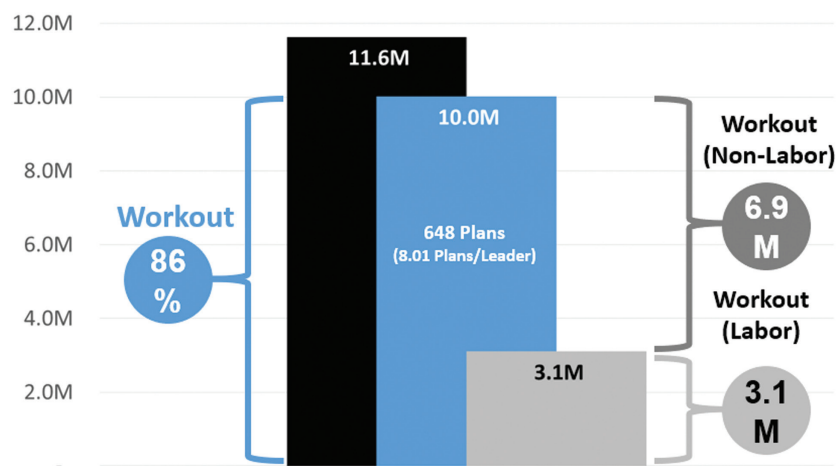 12.0M
10.0M
8.0M
6.0M
4.0M
2.0M
Workout
86
%
11.6M
10.0M
648 Plans
(8.01 Plans/Leader)
3.1M
Workout
(Non-Labor)
6.9
M
Workout
(Labor)
3.1
M